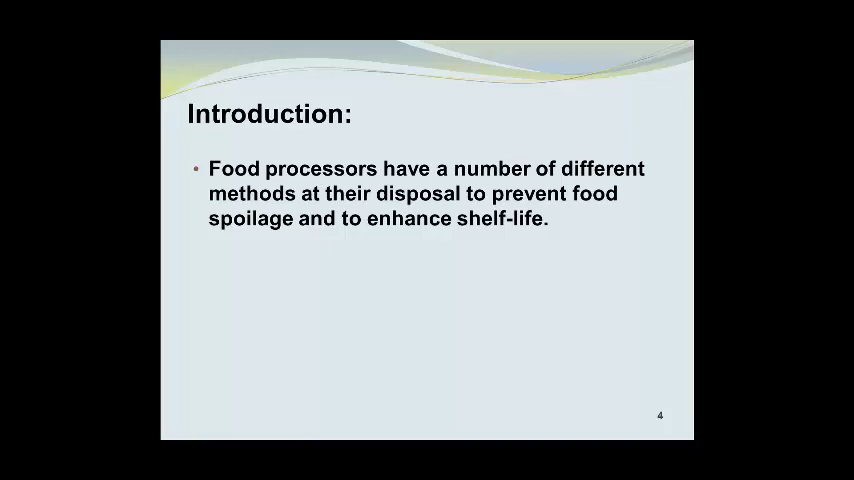 Introduction:
• Food processors have a number of different
methods at their disposal to prevent food
spoilage and to enhance shelf-life.
4